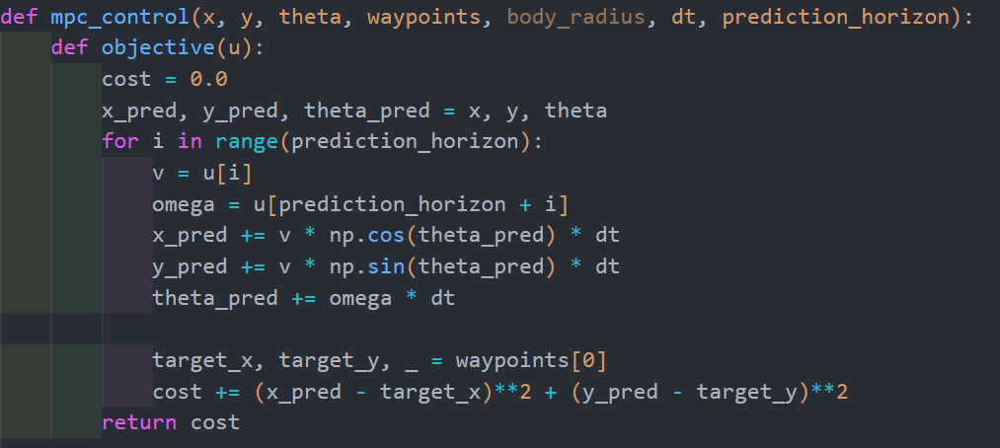 def mpc_control(x, y, theta, waypoints, body_radius, dt, prediction_horizon):
    def objective(u):
        cost = 0.0
        x_pred, y_pred, theta_pred = x, y, theta
        for i in range(prediction_horizon):
            v = u[i]
            omega = u[prediction_horizon + i]
            x_pred += v * np.cos(theta_pred) * dt
            y_pred += v * np.sin(theta_pred) * dt
            theta_pred += omega * dt

            target_x, target_y, _ = waypoints[0]
            cost += (x_pred - target_x)**2 + (y_pred - target_y)**2
        return cost